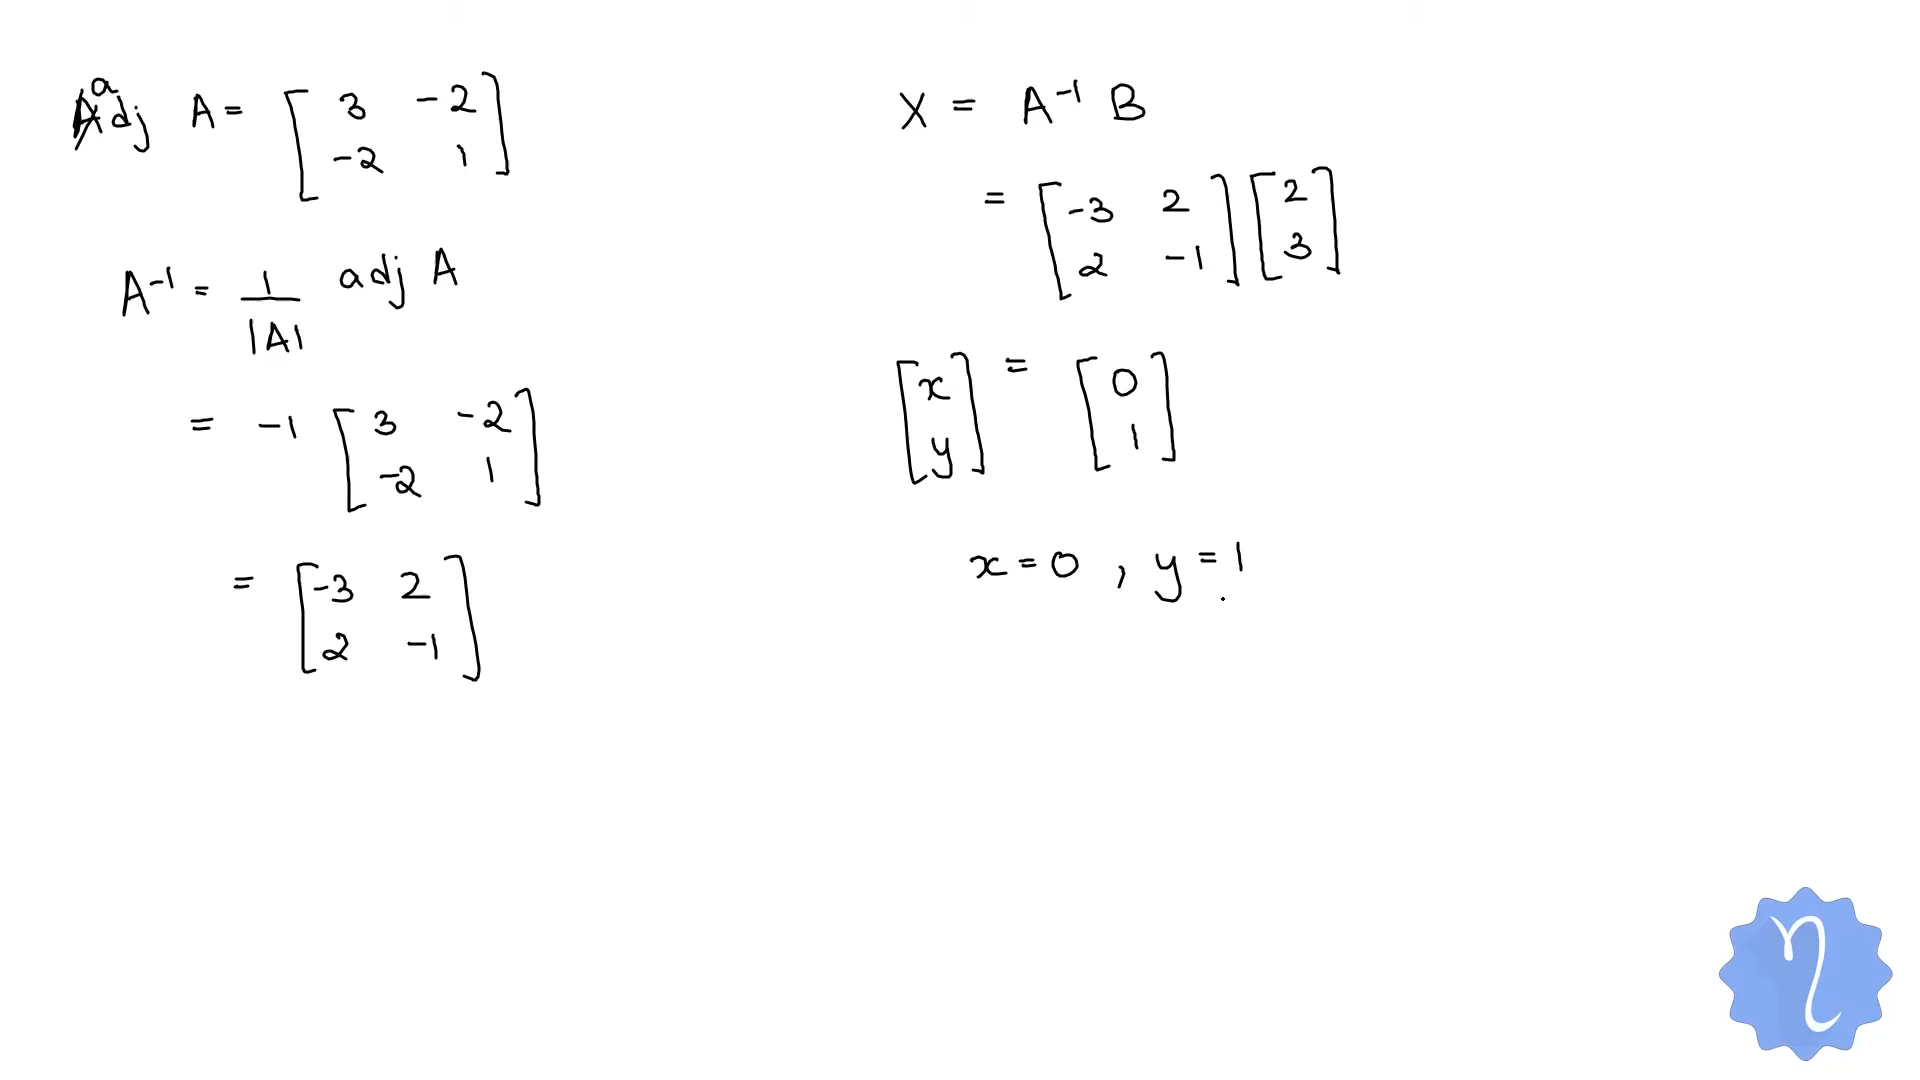 adj A = [ 3 -2
-2 1 ]
A⁻¹ = 1/|A| adj A
= -1 [ 3 -2
-2 1 ]
= [ -3 2
2 -1 ]
X = A⁻¹ B
= [ -3 2
2 -1 ] [ 2
3 ]
[ x
y ] = [ 0
1 ]
x = 0 , y = 1